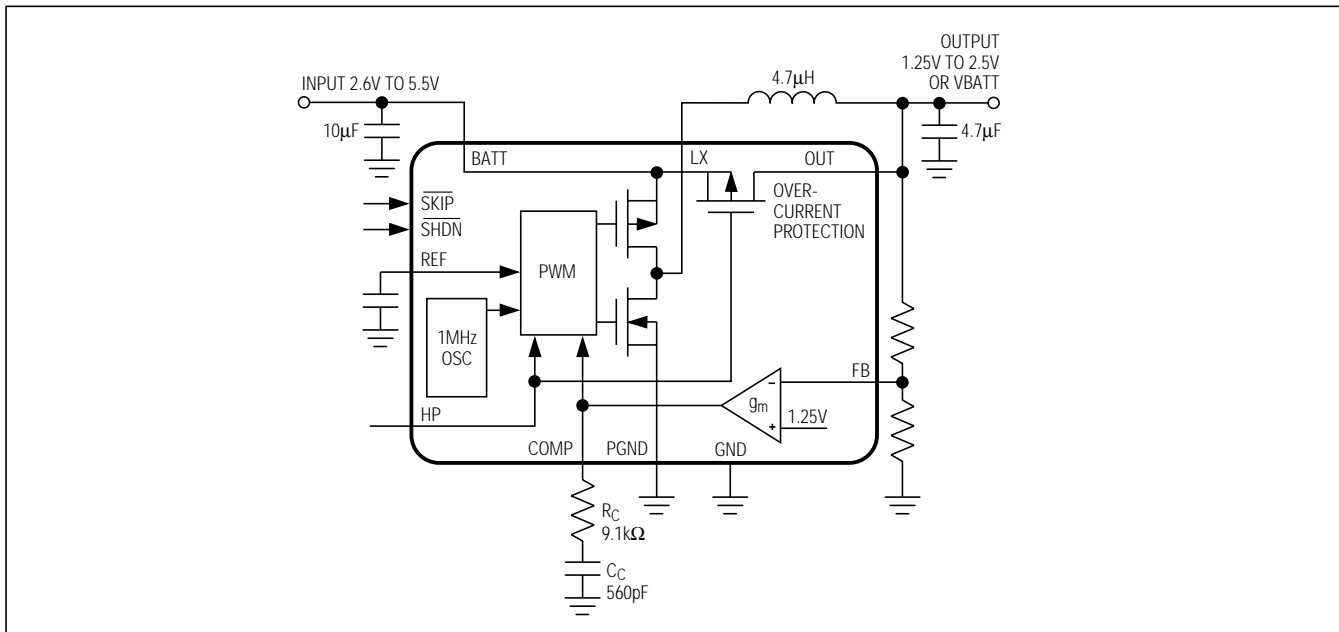 OUTPUT
1.25V TO 2.5V
OR VBATT
4.7μH
INPUT 2.6V TO 5.5V
10μF
4.7μF
BATT
LX
OUT
SKIP
SHDN
OVER-
CURRENT
PROTECTION
REF
PWM
1MHz
OSC
FB
gm
-
+
1.25V
HP
COMP
PGND
GND
RC
9.1kΩ
CC
560pF